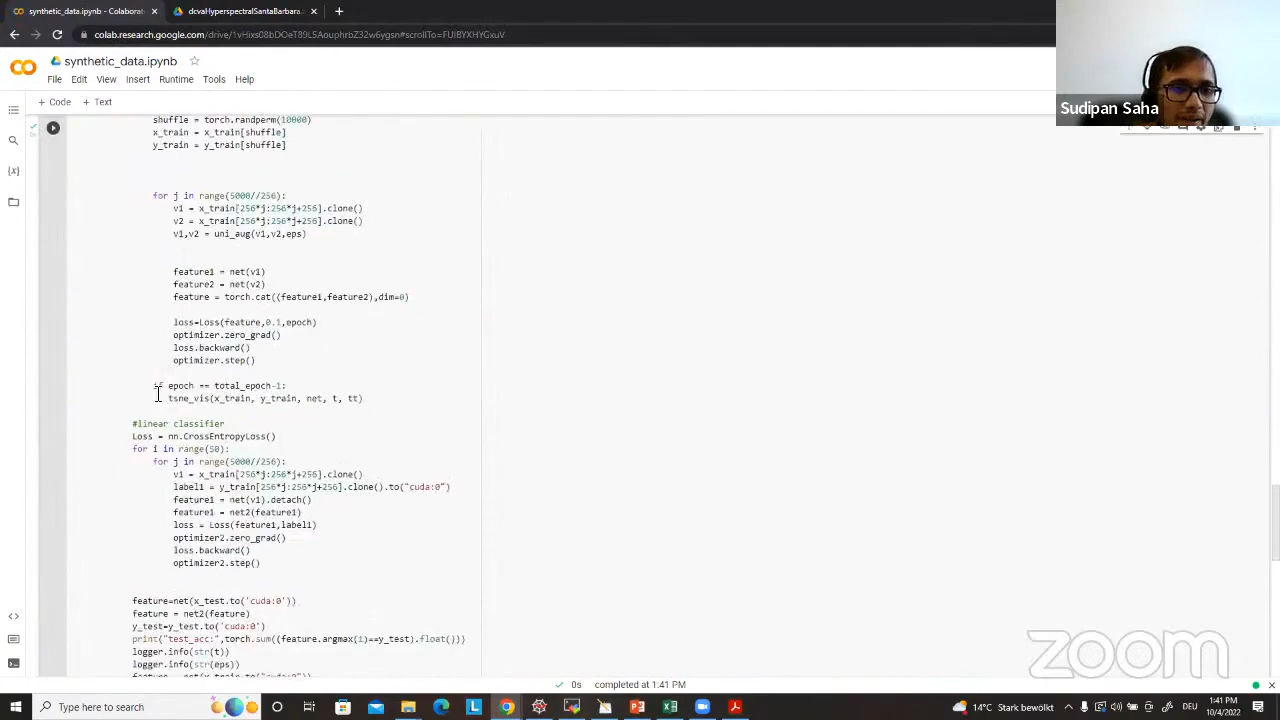 synthetic_data.ipynb - Colaborat
dcvaHyperspectralSantaBarbara.
colab.research.google.com/drive/1vHixs08bDOeT89L5AouphrbZ32w6ygsn#scrollTo=FUIBYXHYGxuV
synthetic_data.ipynb
File Edit View Insert Runtime Tools Help
+ Code + Text
Sudipan Saha
shuffle = torch.randperm(10000)
x_train = x_train[shuffle]
y_train = y_train[shuffle]
for j in range(5000//256):
v1 = x_train[256*j:256*j+256].clone()
v2 = x_train[256*j:256*j+256].clone()
v1,v2 = uni_aug(v1,v2,eps)
feature1 = net(v1)
feature2 = net(v2)
feature = torch.cat((feature1,feature2),dim=0)
loss=Loss(feature,0.1,epoch)
optimizer.zero_grad()
loss.backward()
optimizer.step()
if epoch == total_epoch-1:
tsne_vis(x_train, y_train, net, t, tt)
#linear classifier
Loss = nn.CrossEntropyLoss()
for i in range(50):
for j in range(5000//256):
v1 = x_train[256*j:256*j+256].clone()
label1 = y_train[256*j:256*j+256].clone().to("cuda:0")
feature1 = net(v1).detach()
feature1 = net2(feature1)
loss = Loss(feature1,label1)
optimizer2.zero_grad()
loss.backward()
optimizer2.step()
feature=net(x_test.to('cuda:0'))
feature = net2(feature)
y_test=y_test.to('cuda:0')
print("test_acc:",torch.sum((feature.argmax(1)==y_test).float()))
logger.info(str(t))
logger.info(str(eps))
zoom
0s completed at 1:41 PM
Type here to search
14°C Stark bewölkt
DEU
1:41 PM
10/4/2022